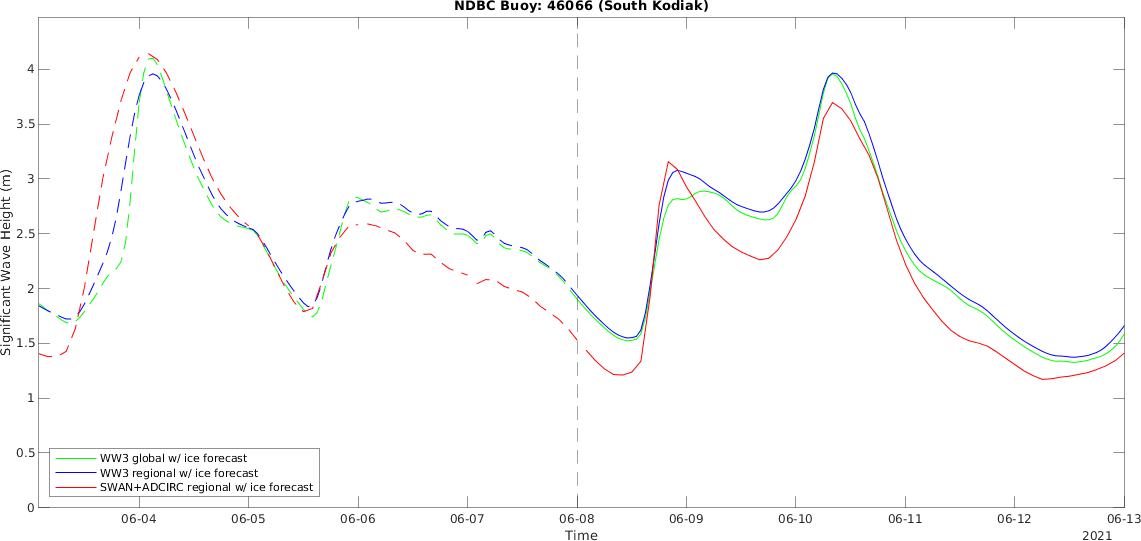 NDBC Buoy: 46066 (South Kodiak)
Significant Wave Height (m)
4
3.5
3
2.5
2
1.5
1
0.5
0
WW3 global w/ ice forecast
WW3 regional w/ ice forecast
SWAN+ADCIRC regional w/ ice forecast
06-04 06-05 06-06 06-07 06-08 06-09 06-10 06-11 06-12 06-13
Time
2021